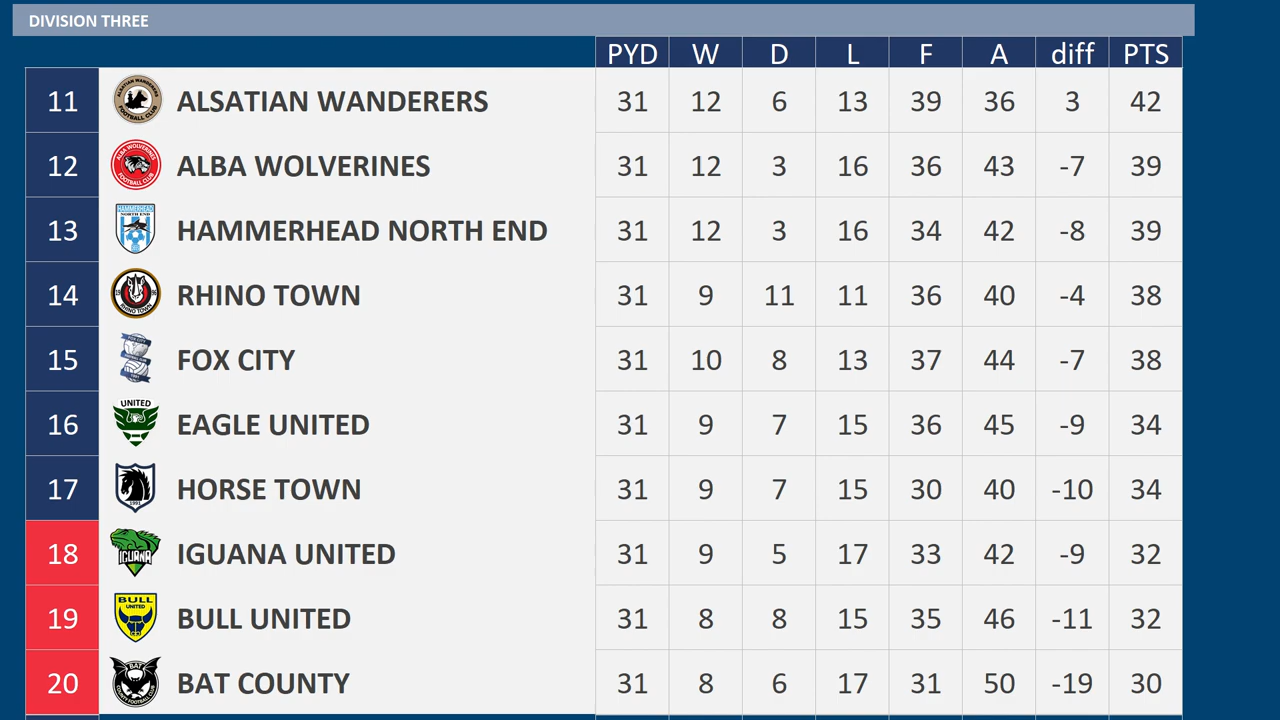 DIVISION THREE
PYD W D L F A diff PTS
11 ALSATIAN WANDERERS 31 12 6 13 39 36 3 42
12 ALBA WOLVERINES 31 12 3 16 36 43 -7 39
13 HAMMERHEAD NORTH END 31 12 3 16 34 42 -8 39
14 RHINO TOWN 31 9 11 11 36 40 -4 38
15 FOX CITY 31 10 8 13 37 44 -7 38
UNITED
16 EAGLE UNITED 31 9 7 15 36 45 -9 34
17 HORSE TOWN 31 9 7 15 30 40 -10 34
1991
IGUANA
18 IGUANA UNITED 31 9 5 17 33 42 -9 32
BULL
UNITED
19 BULL UNITED 31 8 8 15 35 46 -11 32
BAT
20 BAT COUNTY 31 8 6 17 31 50 -19 30